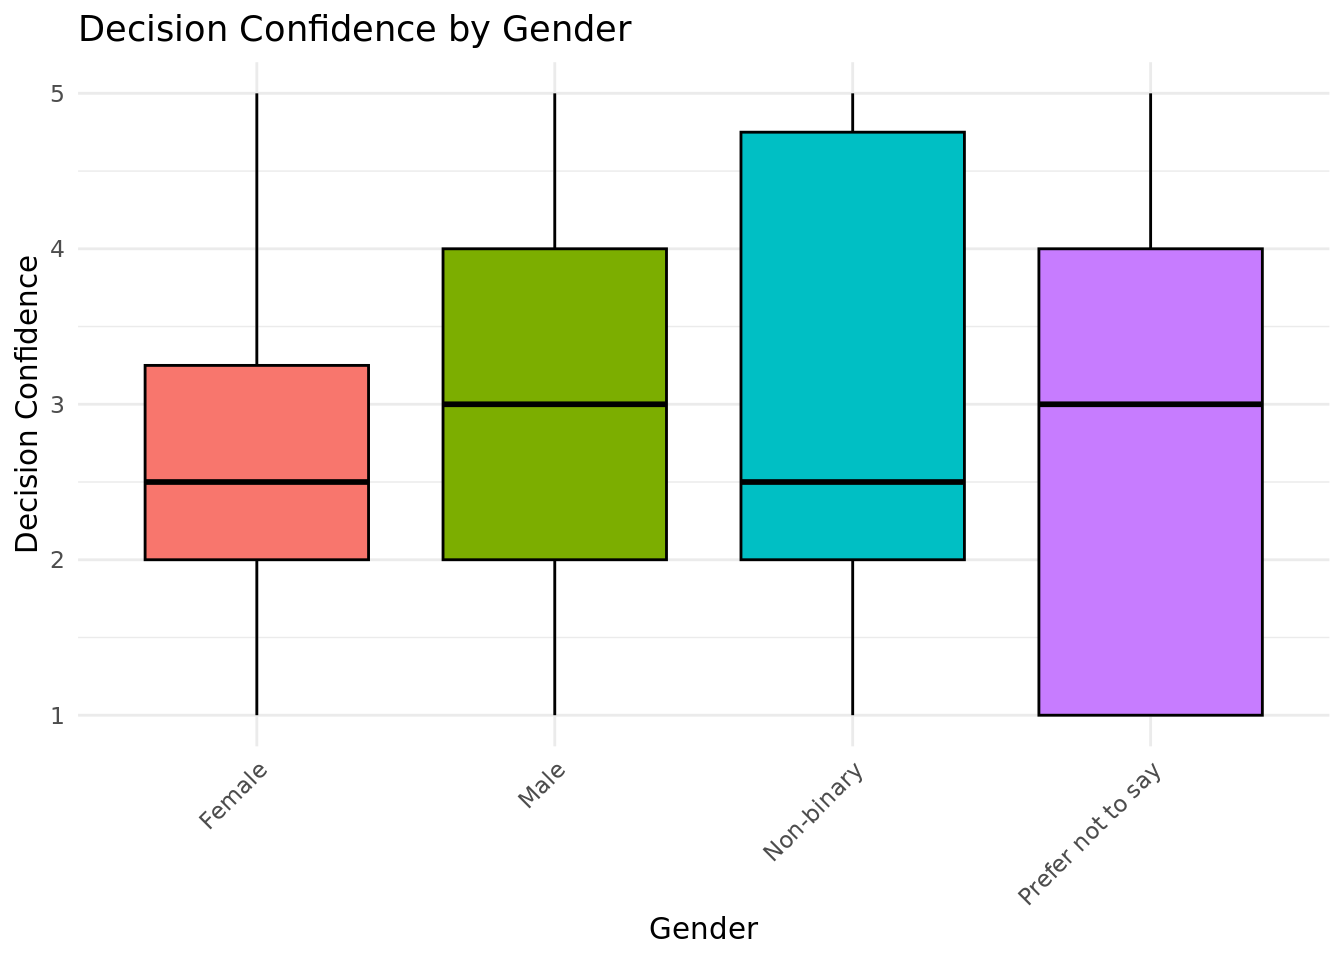 Decision Confidence by Gender
Decision Confidence
5
4
3
2
1
Female
Male
Non-binary
Prefer not to say
Gender